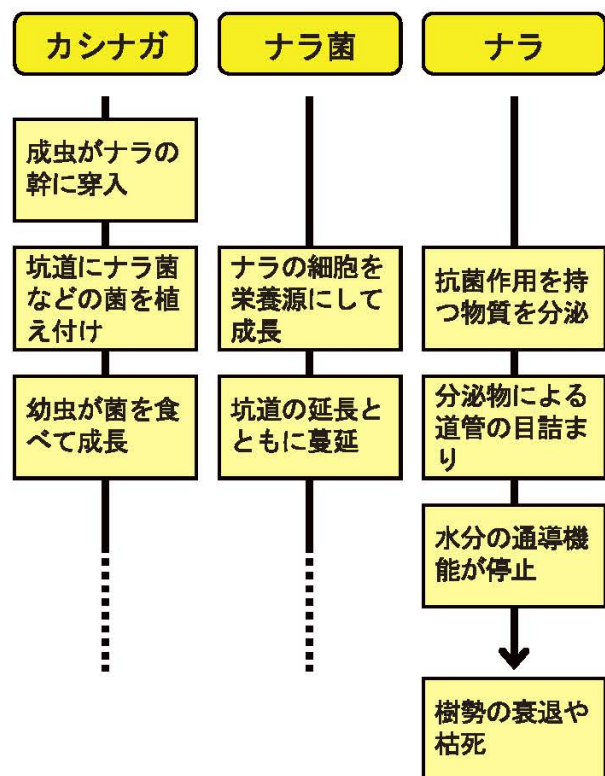 カシナガ
成虫がナラの
幹に穿入
坑道にナラ菌
などの菌を植
え付け
幼虫が菌を食
べて成長
ナラ菌
ナラの細胞を
栄養源にして
成長
坑道の延長と
ともに蔓延
ナラ
抗菌作用を持
つ物質を分泌
分泌物による
道管の目詰ま
り
水分の通導機
能が停止
樹勢の衰退や
枯死